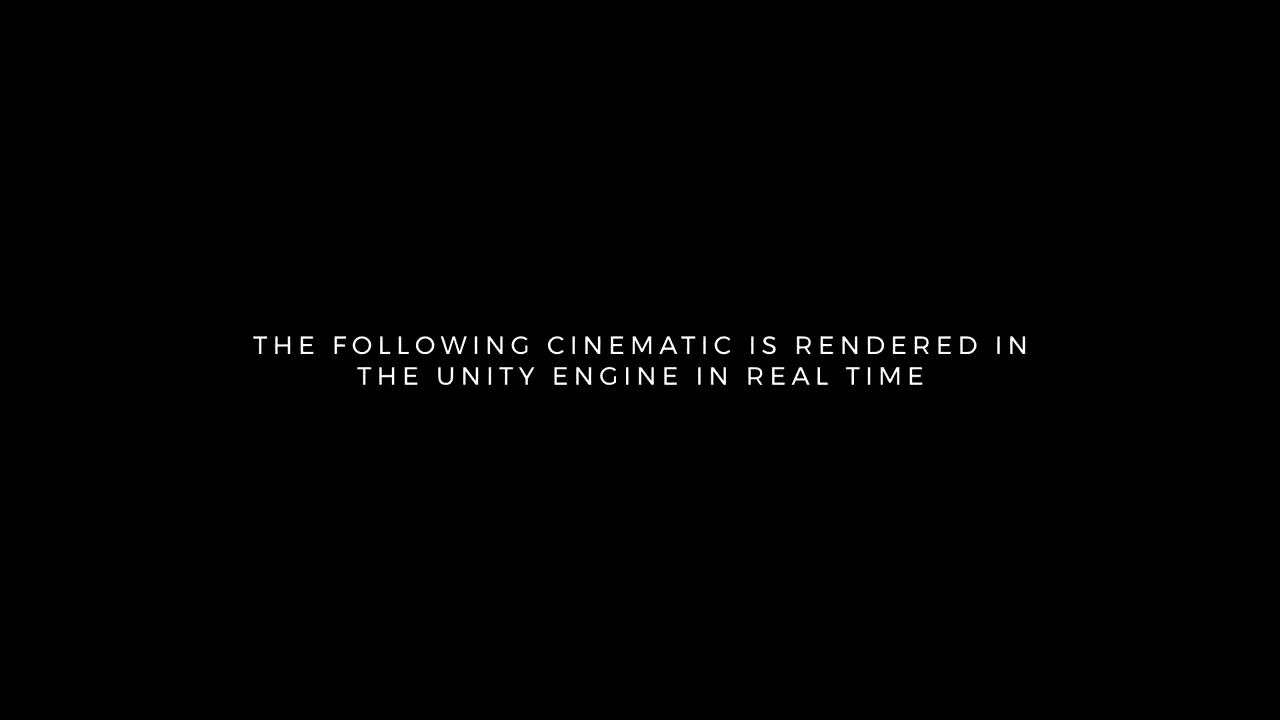 THE FOLLOWING CINEMATIC IS RENDERED IN
THE UNITY ENGINE IN REAL TIME